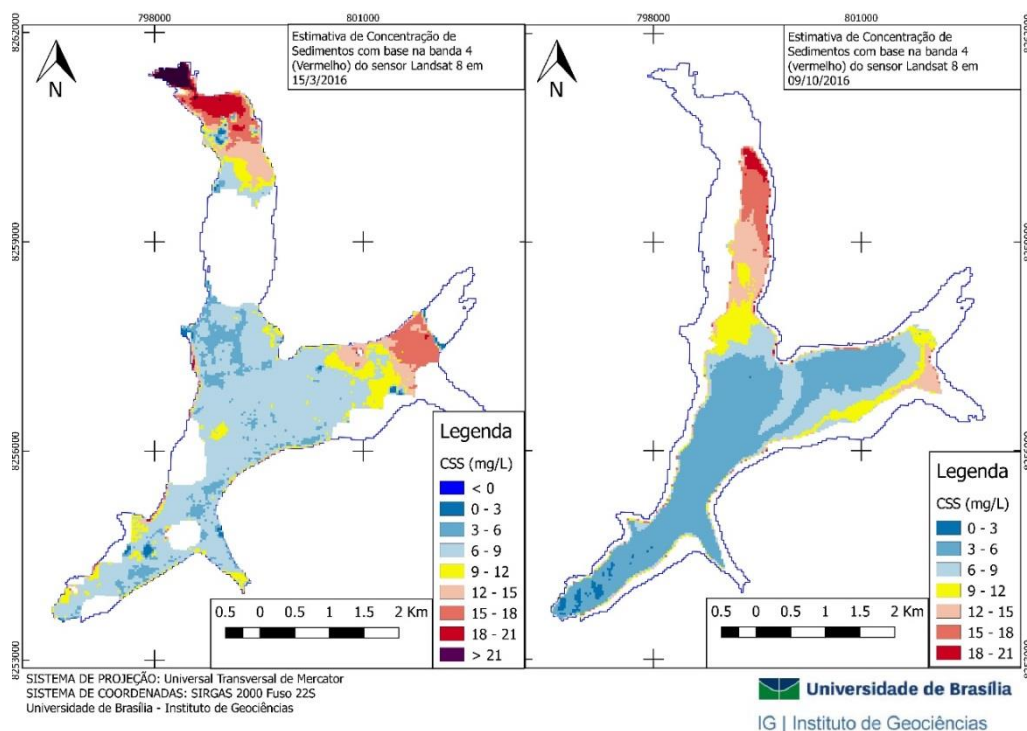 798000
801000
798000
801000
8262000
8262000
Estimativa de Concentração de
Sedimentos com base na banda 4
(Vermelho) do sensor Landsat 8 em
15/3/2016
Estimativa de Concentração de
Sedimentos com base na banda 4
(Vermelho) do sensor Landsat 8 em
09/10/2016
N
N
8259000
8259000
8256000
8256000
Legenda
CSS (mg/L)
< 0
0 - 3
3 - 6
6 - 9
9 - 12
12 - 15
15 - 18
18 - 21
> 21
Legenda
CSS (mg/L)
0 - 3
3 - 6
6 - 9
9 - 12
12 - 15
15 - 18
18 - 21
0.5 0 0.5 1 1.5 2 Km
0.5 0 0.5 1 1.5 2 Km
8253000
8253000
SISTEMA DE PROJEÇÃO: Universal Transversal de Mercator
SISTEMA DE COORDENADAS: SIRGAS 2000 Fuso 22S
Universidade de Brasília - Instituto de Geociências
Universidade de Brasília
IG | Instituto de Geociências